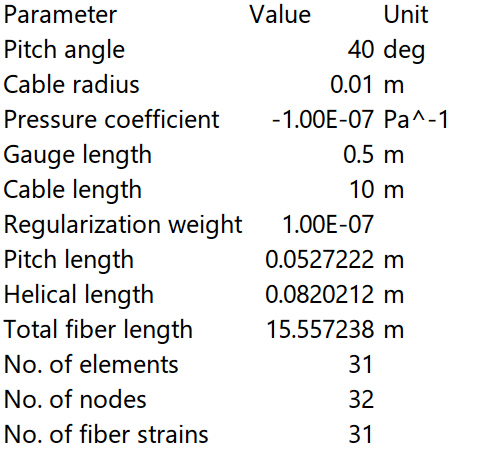 Parameter Value Unit
Pitch angle 40 deg
Cable radius 0.01 m
Pressure coefficient -1.00E-07 Pa^-1
Gauge length 0.5 m
Cable length 10 m
Regularization weight 1.00E-07
Pitch length 0.0527222 m
Helical length 0.0820212 m
Total fiber length 15.557238 m
No. of elements 31
No. of nodes 32
No. of fiber strains 31